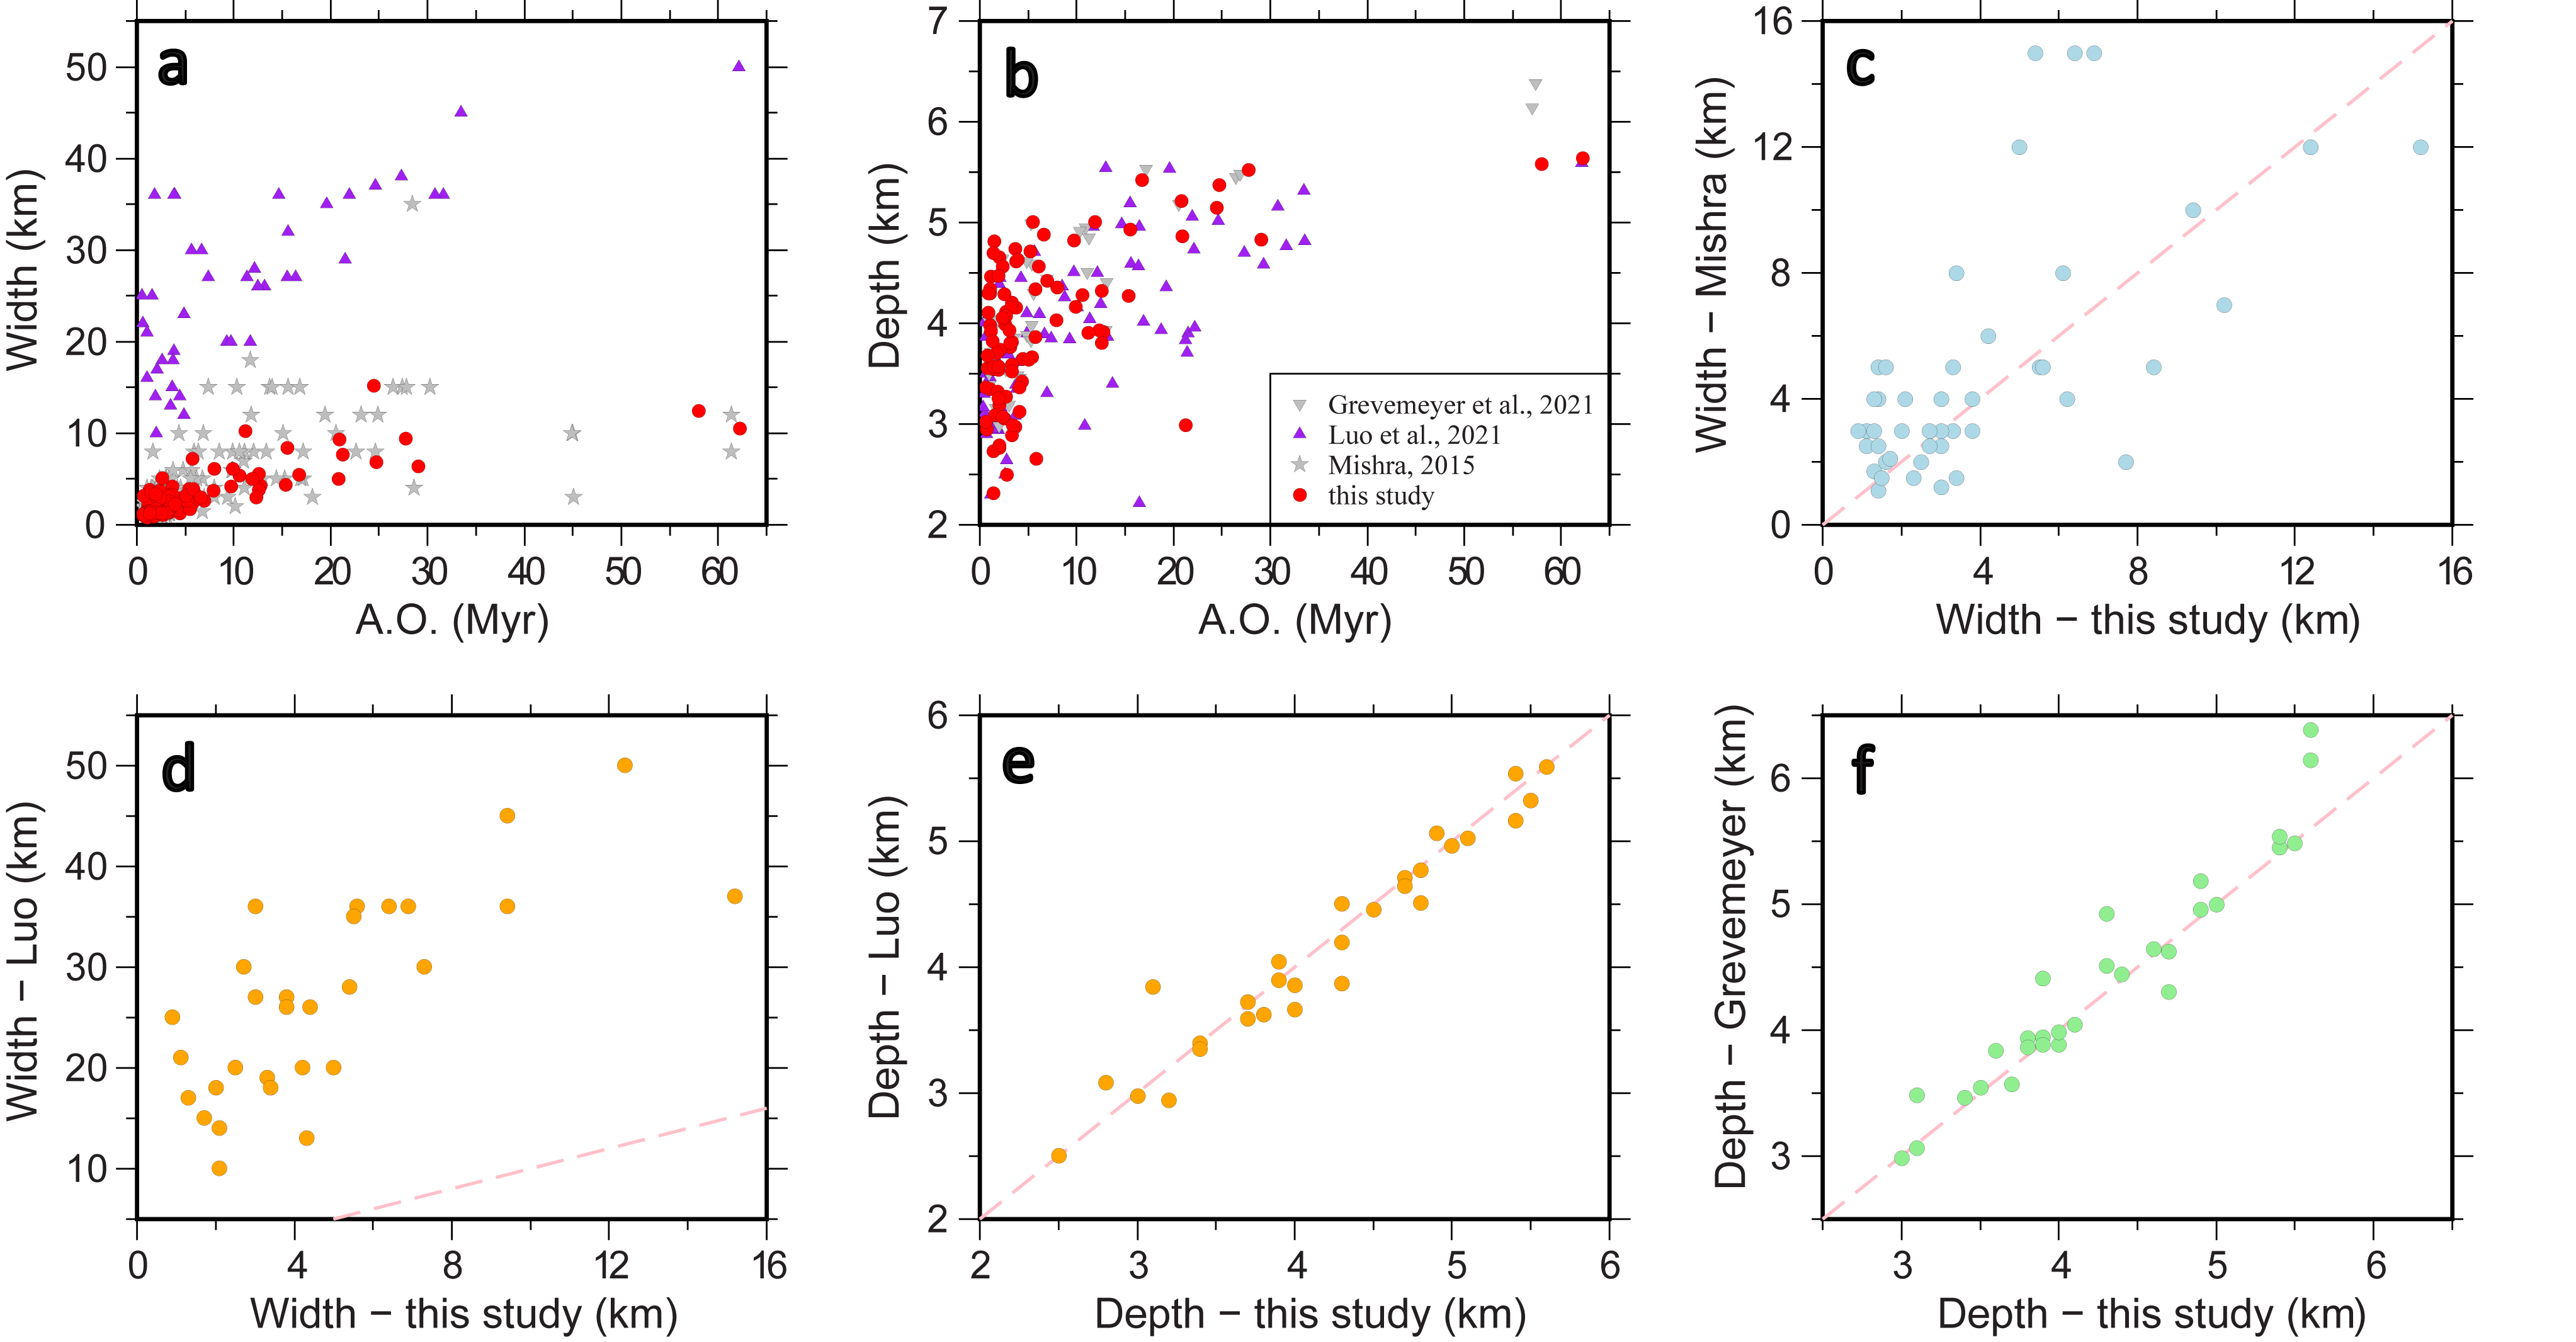 a
50
40
30
20
10
0
Width (km)
0 10 20 30 40 50 60
A.O. (Myr)
b
7
6
5
4
3
2
Depth (km)
Grevemeyer et al., 2021
Luo et al., 2021
Mishra, 2015
this study
0 10 20 30 40 50 60
A.O. (Myr)
c
16
12
8
4
0
Width − Mishra (km)
0 4 8 12 16
Width − this study (km)
d
50
40
30
20
10
Width − Luo (km)
0 4 8 12 16
Width − this study (km)
e
6
5
4
3
2
Depth − Luo (km)
2 3 4 5 6
Depth − this study (km)
f
6
5
4
3
Depth − Grevemeyer (km)
3 4 5 6
Depth − this study (km)